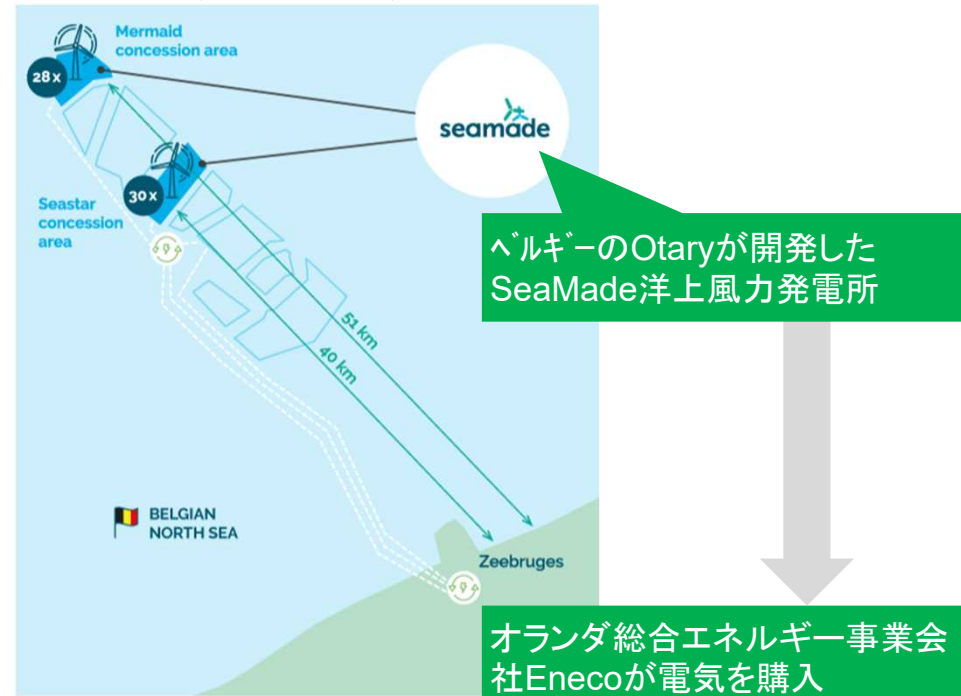 Mermaid
concession area
28x
seamade
30x
Seastar
concession
area
ベルギーのOtaryが開発した
SeaMade洋上風力発電所
51 km
40 km
BELGIAN
NORTH SEA
Zeebruges
オランダ総合エネルギー事業会
社Enecoが電気を購入